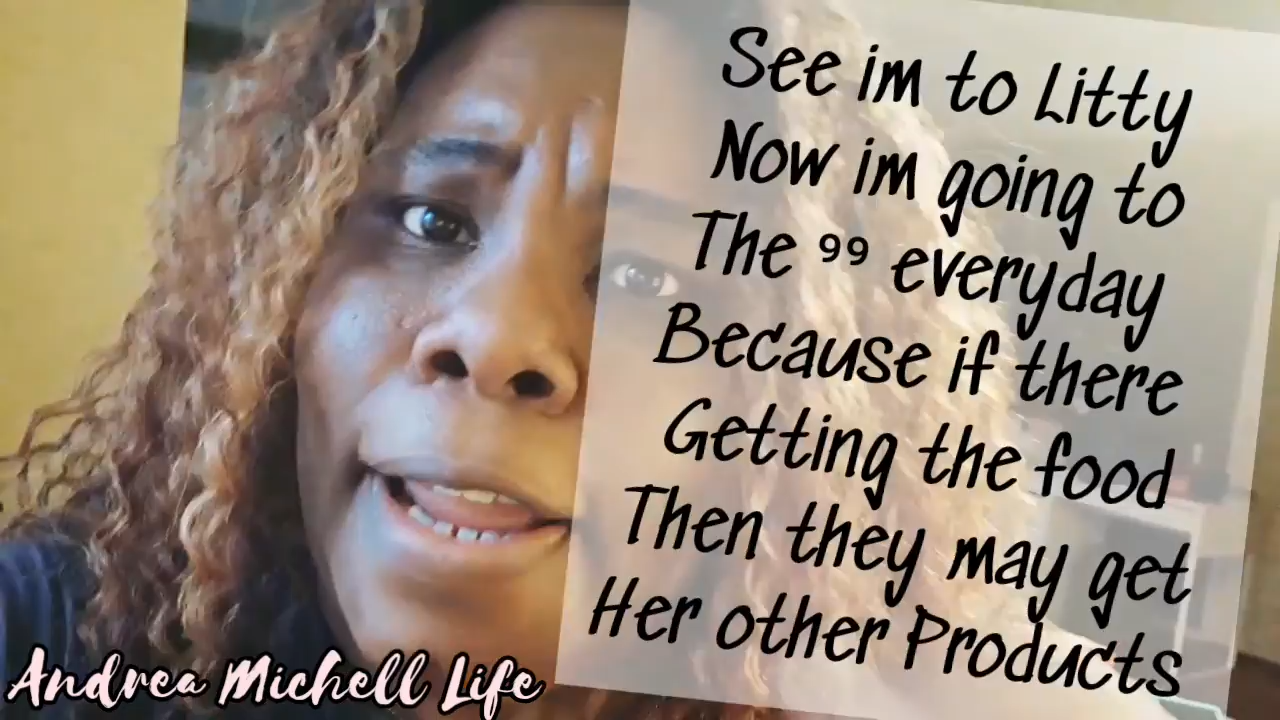 See im to Litty
Now im going to
The 99 everyday
Because if there
Getting the food
Then they may get
Her other Products
Andrea Michell Life